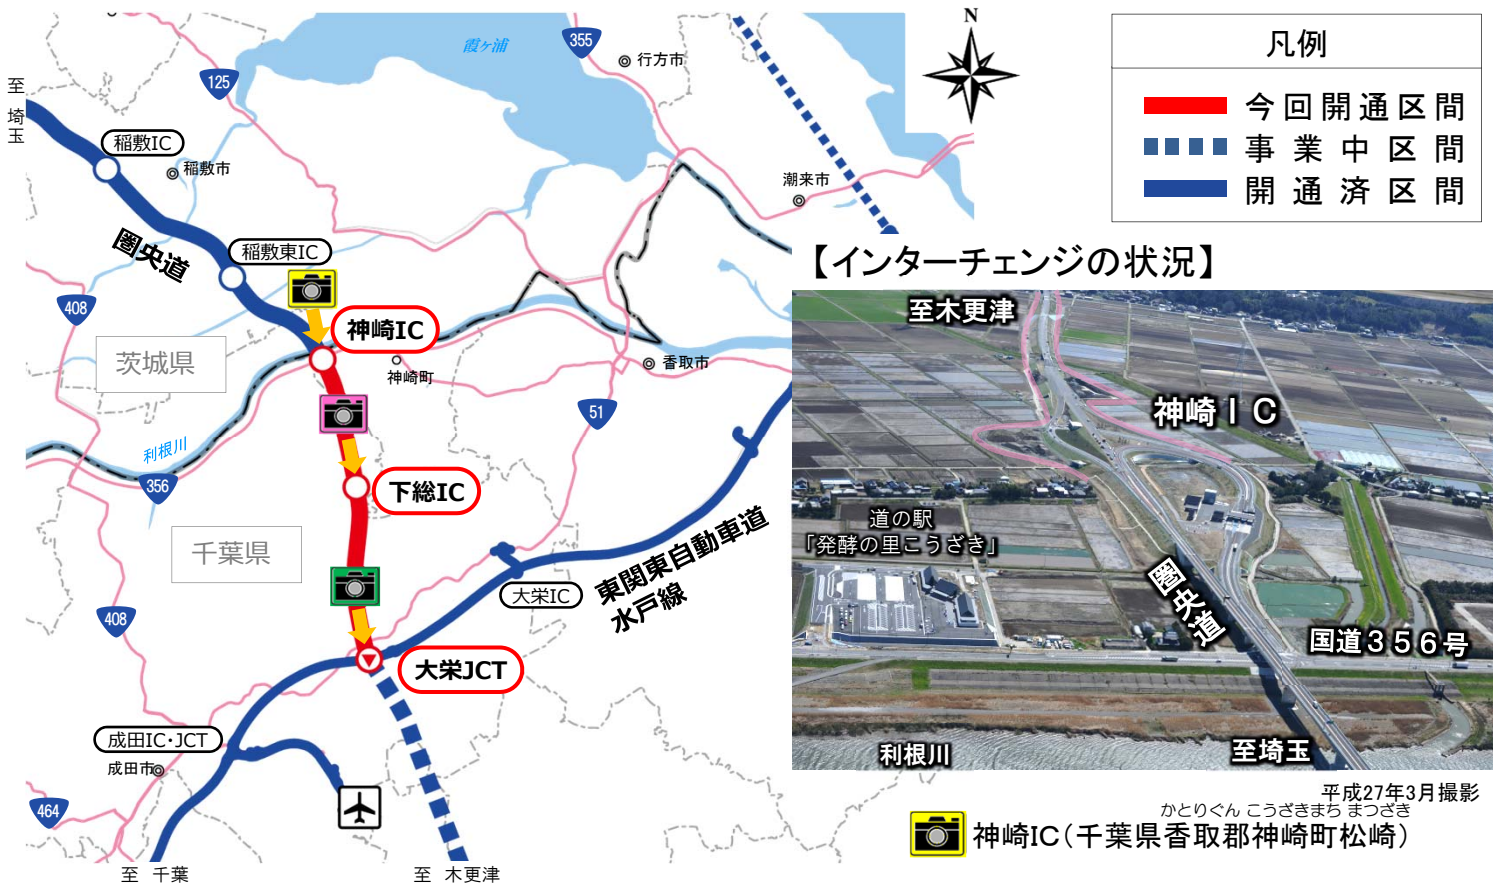 霞ヶ浦
355
行方市
N
125
至
埼
玉
稲敷IC
稲敷市
潮来市
圏央道
稲敷東IC
408
神崎IC
茨城県
神崎町
香取市
51
利根川
356
下総IC
千葉県
東関東自動車道
水戸線
大栄IC
408
大栄JCT
成田IC・JCT
成田市
464
至 千葉
至 木更津
凡例
今回開通区間
事業中区間
開通済区間
【インターチェンジの状況】
至木更津
神崎IC
道の駅
「発酵の里こうざき」
圏央道
国道356号
利根川
至埼玉
平成27年3月撮影
かとりぐん こうざきまち まつざき
神崎IC(千葉県香取郡神崎町松崎)